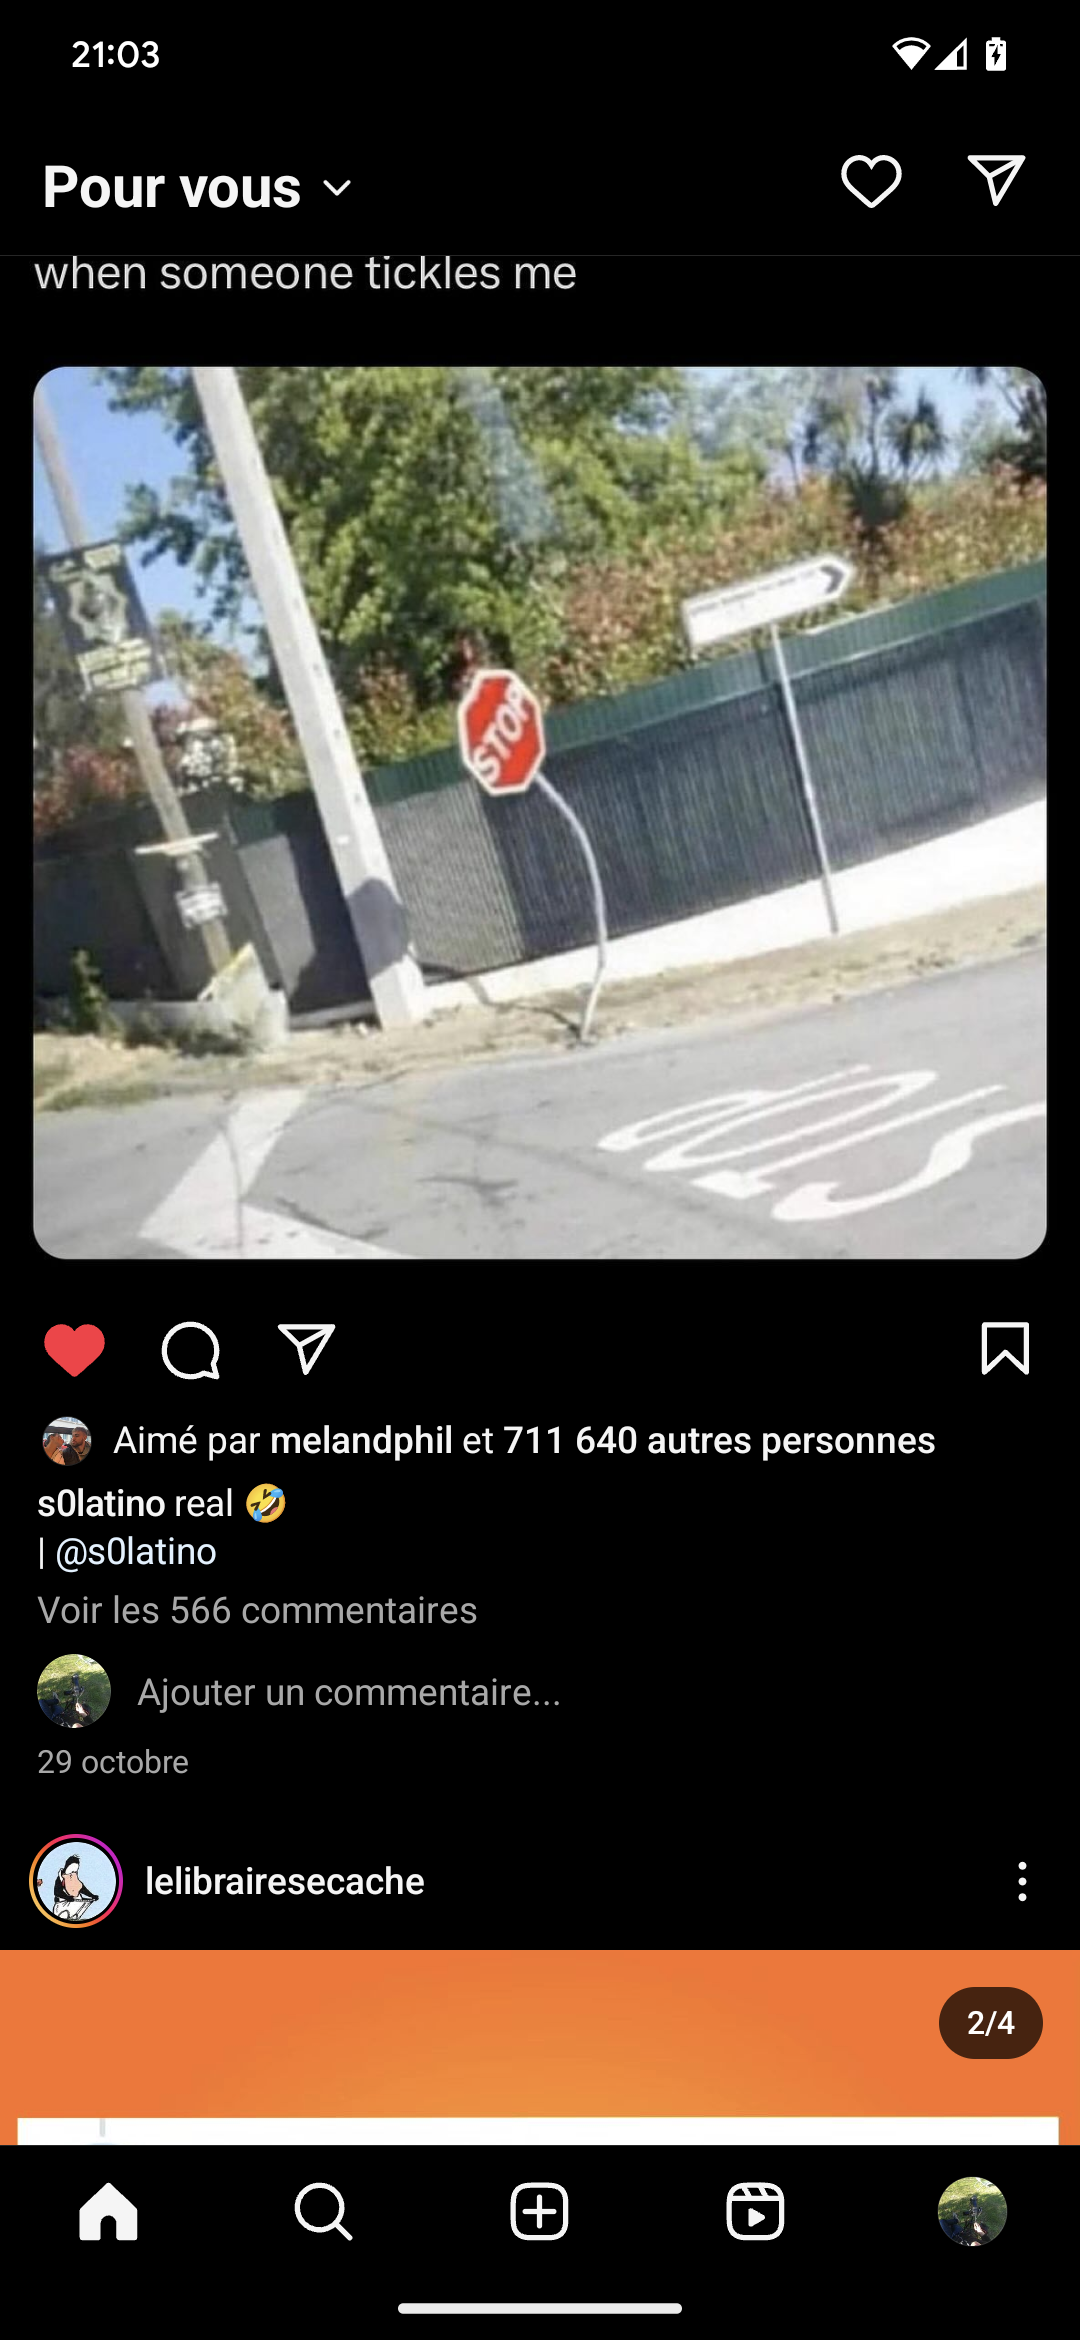 21:03
Pour vous
when someone tickles me
STOP
Aimé par melandphil et 711 640 autres personnes
s0latino real 🤣
| @s0latino
Voir les 566 commentaires
Ajouter un commentaire...
29 octobre
lelibrairesecache
2/4